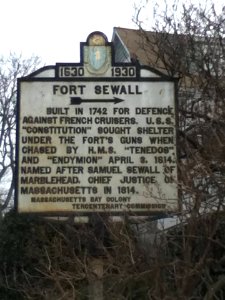 1630 1930
FORT SEWALL
BUILT IN 1742 FOR DEFENCE
AGAINST FRENCH CRUISERS. U.S.S.
"CONSTITUTION" SOUGHT SHELTER
UNDER THE FORT'S GUNS WHEN
CHASED BY H.M.S. "TENEDOS"
AND "ENDYMION" APRIL 3, 1814.
NAMED AFTER SAMUEL SEWALL OF
MARBLEHEAD, CHIEF JUSTICE OF
MASSACHUSETTS IN 1814.
MASSACHUSETTS BAY COLONY
TERCENTENARY COMMISSION